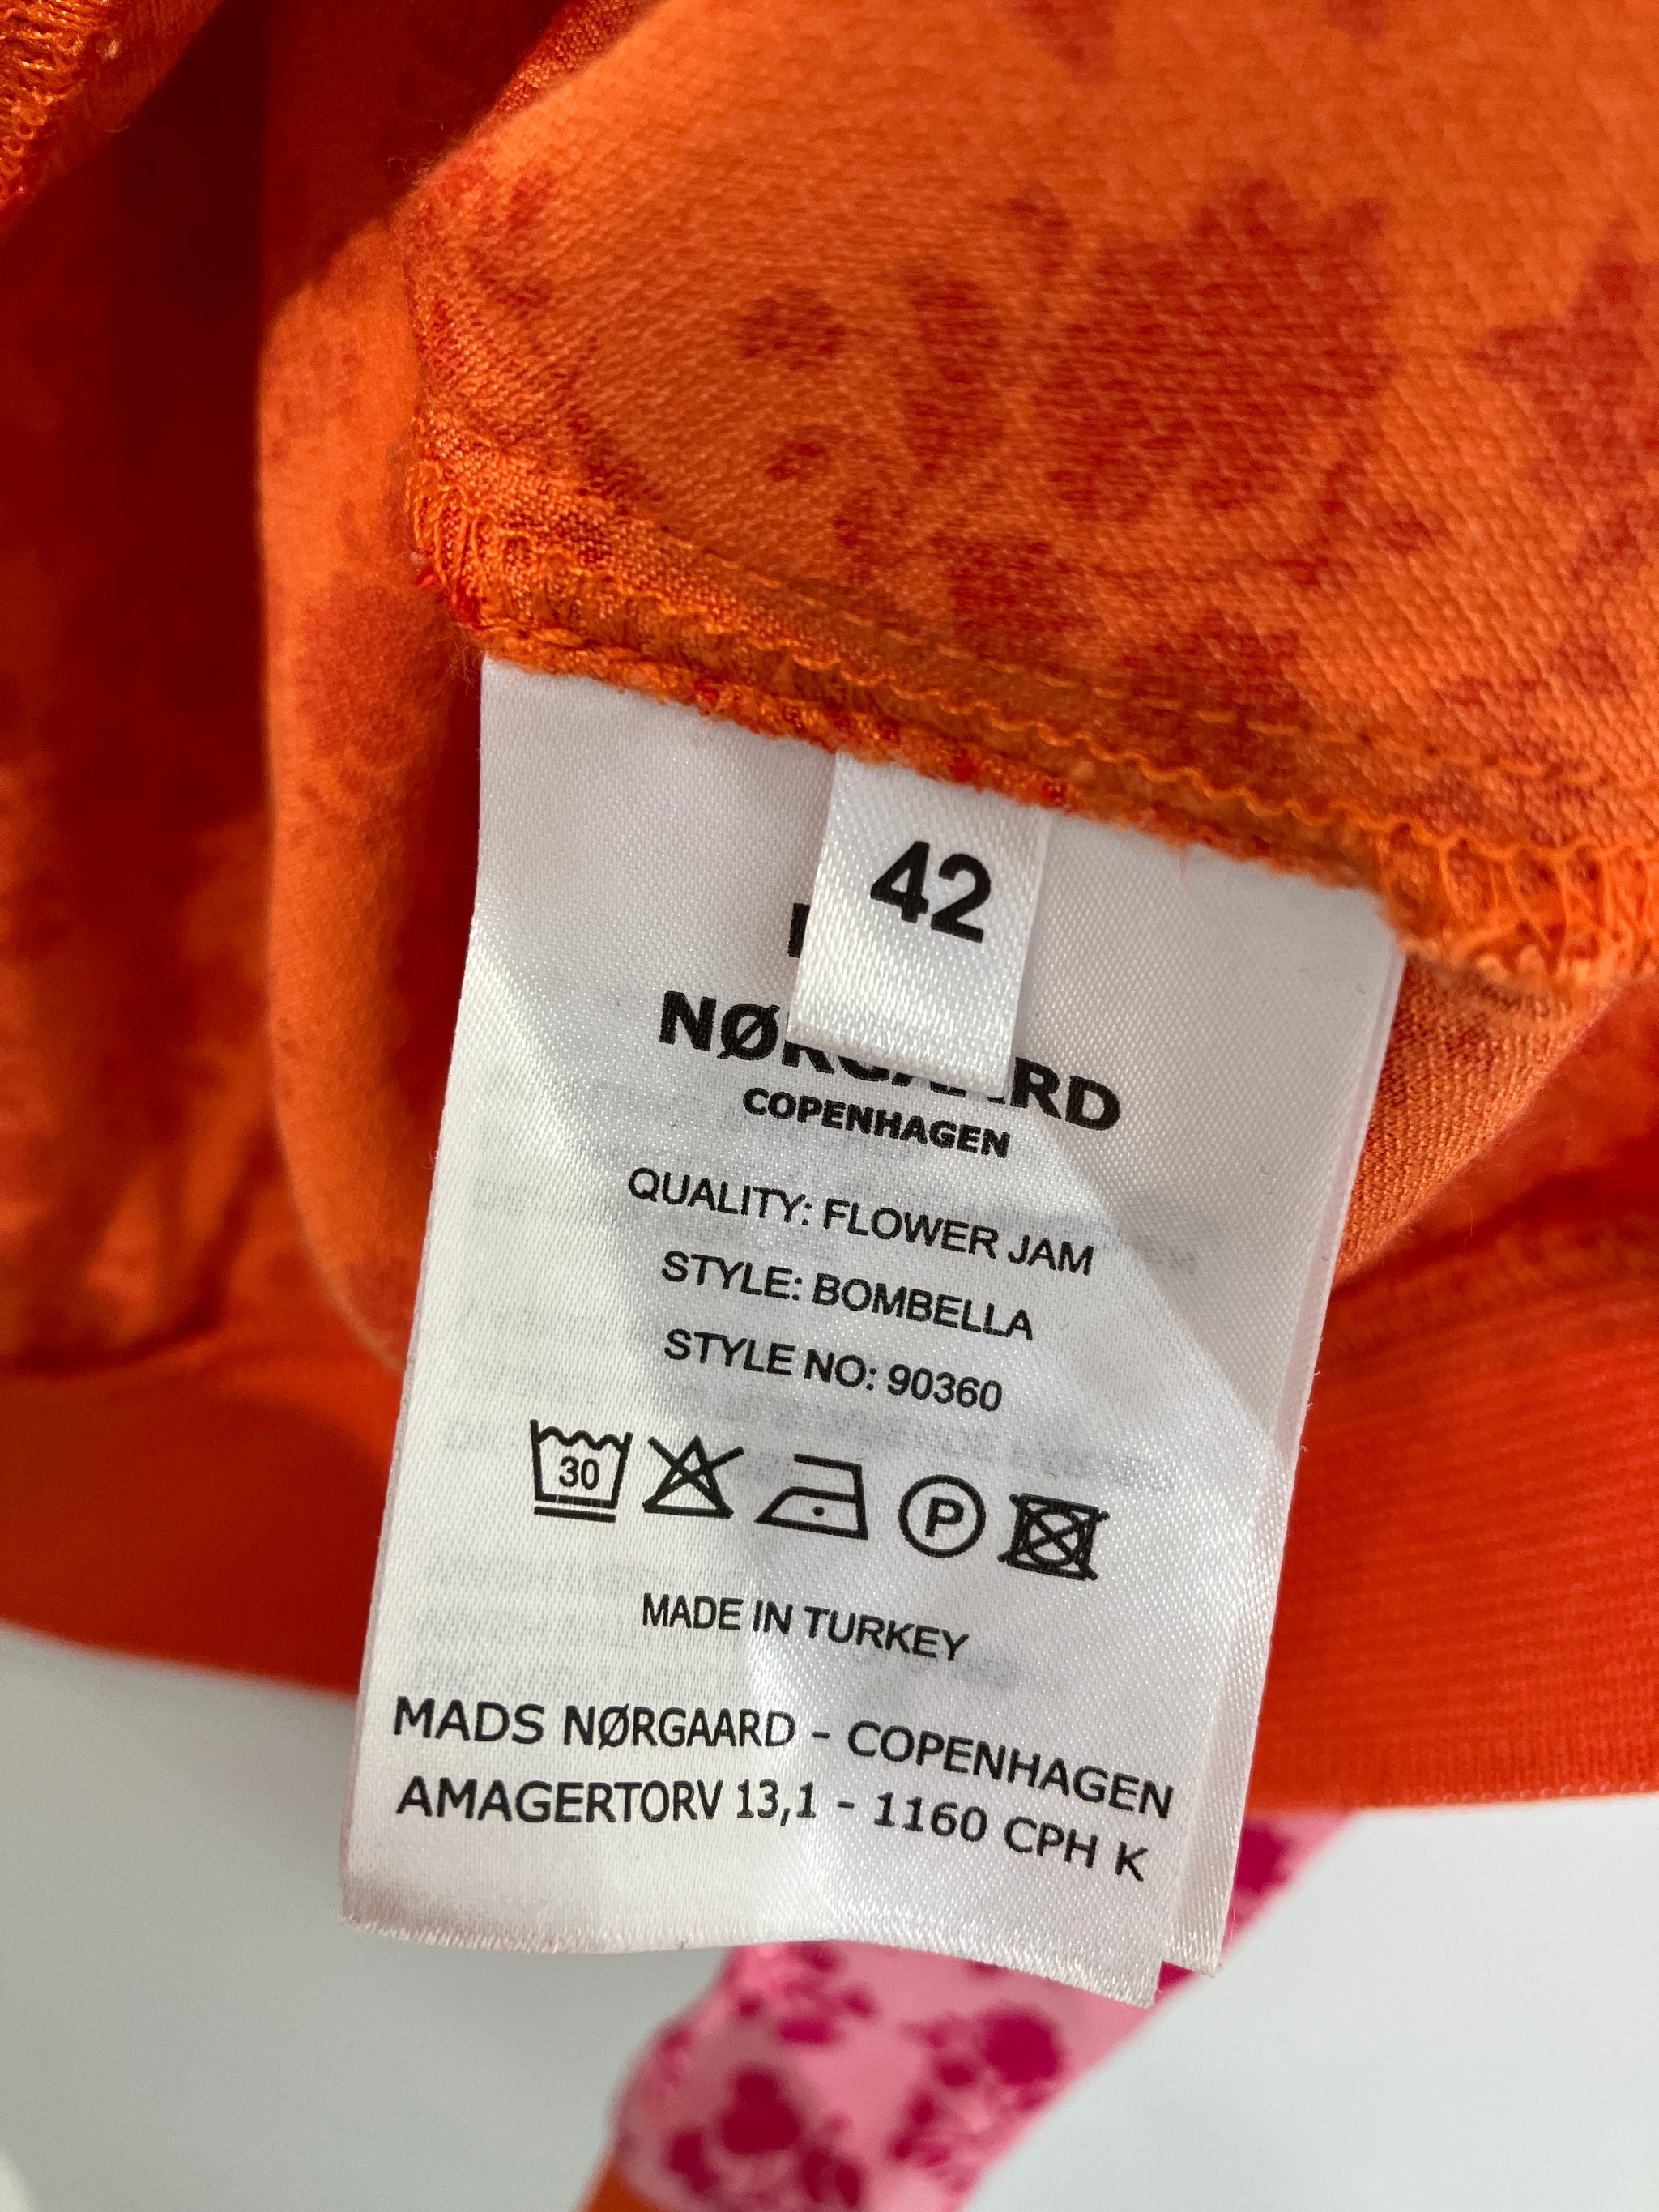 42
NØRGAARD
COPENHAGEN
QUALITY: FLOWER JAM
STYLE: BOMBELLA
STYLE NO: 90360
30
P
MADE IN TURKEY
MADS NØRGAARD - COPENHAGEN
AMAGERTORV 13,1 - 1160 CPH K